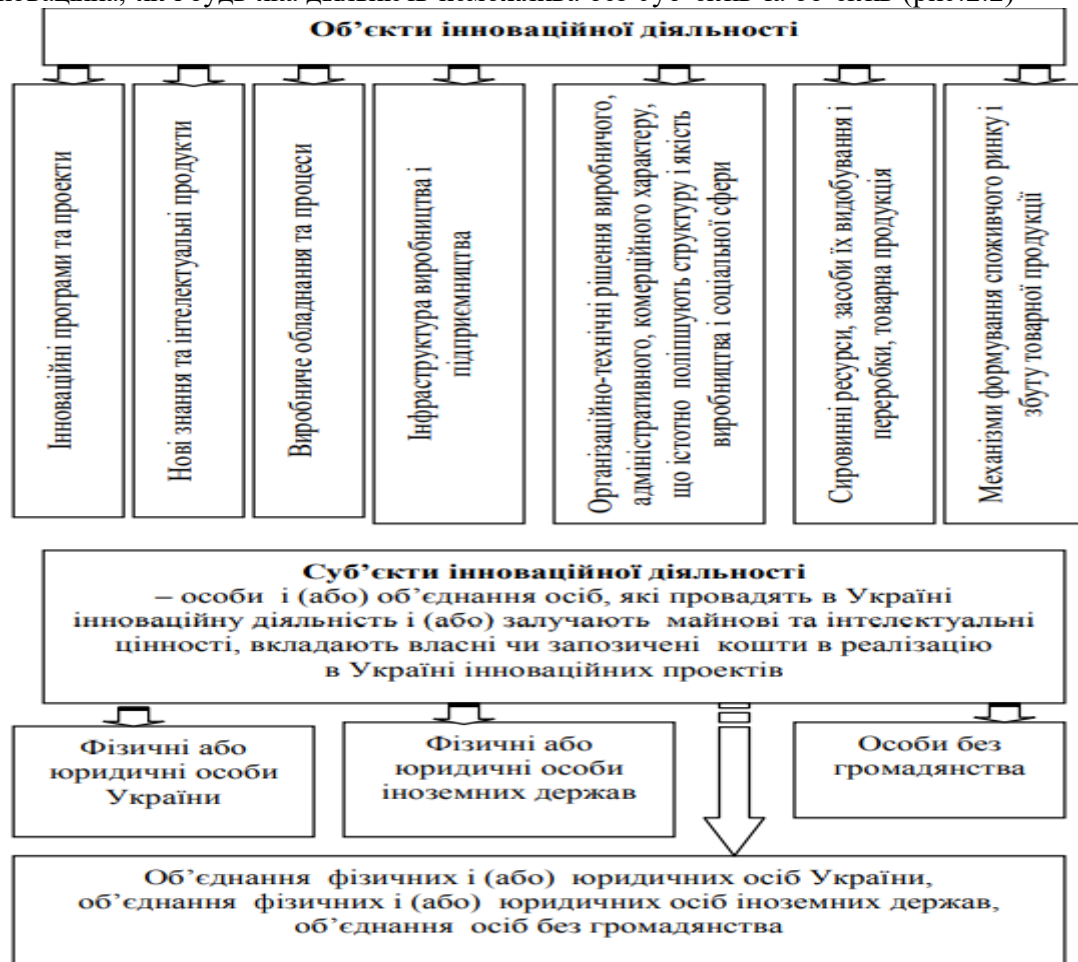 Об’єкти інноваційної діяльності
Інноваційні програми та проекти
Нові знання та інтелектуальні продукти
Виробниче обладнання та процеси
Інфраструктура виробництва і
підприємництва
Організаційно-технічні рішення виробничого,
адміністративного, комерційного характеру,
що істотно поліпшують структуру і якість
виробництва і соціальної сфери
Сировинні ресурси, засоби їх видобування і
переробки, товарна продукція
Механізми формування споживчого ринку і
збуту товарної продукції
Суб’єкти інноваційної діяльності
– особи і (або) об’єднання осіб, які провадять в Україні
інноваційну діяльність і (або) залучають майнові та інтелектуальні
цінності, вкладають власні чи запозичені кошти в реалізацію
в Україні інноваційних проектів
Фізичні або
юридичні особи
України
Фізичні або
юридичні особи
іноземних держав
Особи без
громадянства
Об’єднання фізичних і (або) юридичних осіб України,
об’єднання фізичних і (або) юридичних осіб іноземних держав,
об’єднання осіб без громадянства